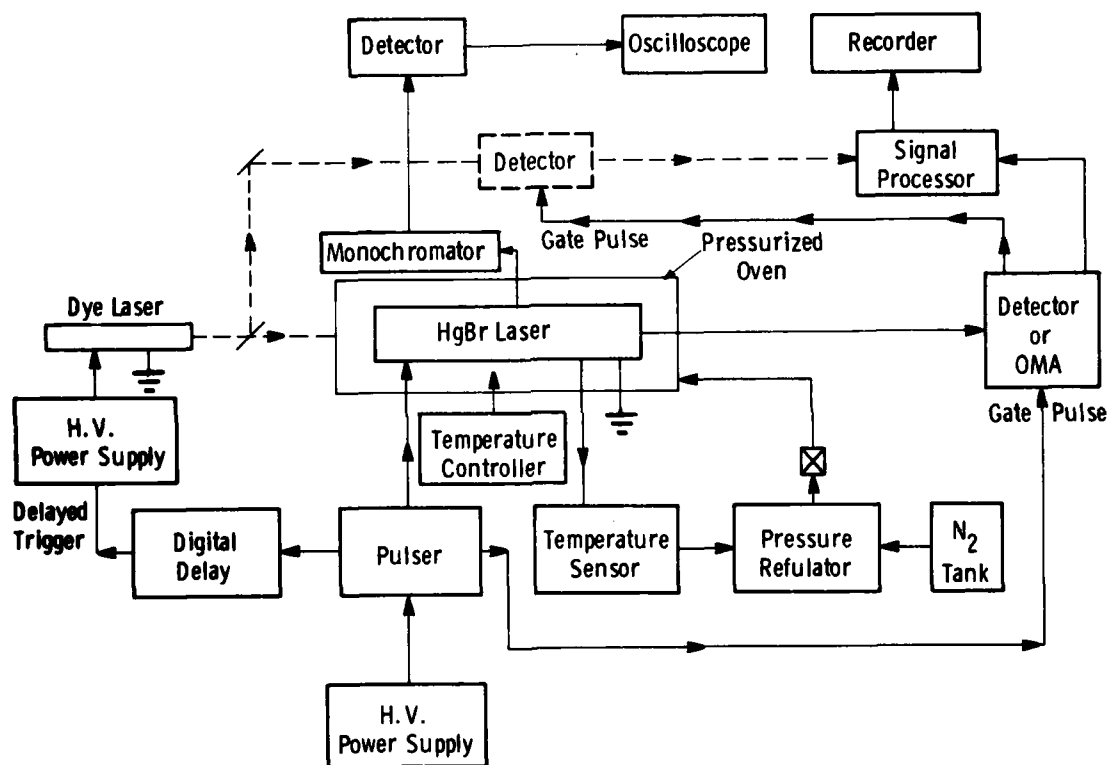 Detector
Oscilloscope
Recorder
Detector
Signal
Processor
Gate Pulse
Pressurized
Oven
Monochromator
Dye Laser
HgBr Laser
Detector
or
OMA
Gate Pulse
H.V.
Power Supply
Temperature
Controller
Delayed
Trigger
Digital
Delay
Pulser
Temperature
Sensor
Pressure
Refulator
N2
Tank
H.V.
Power Supply